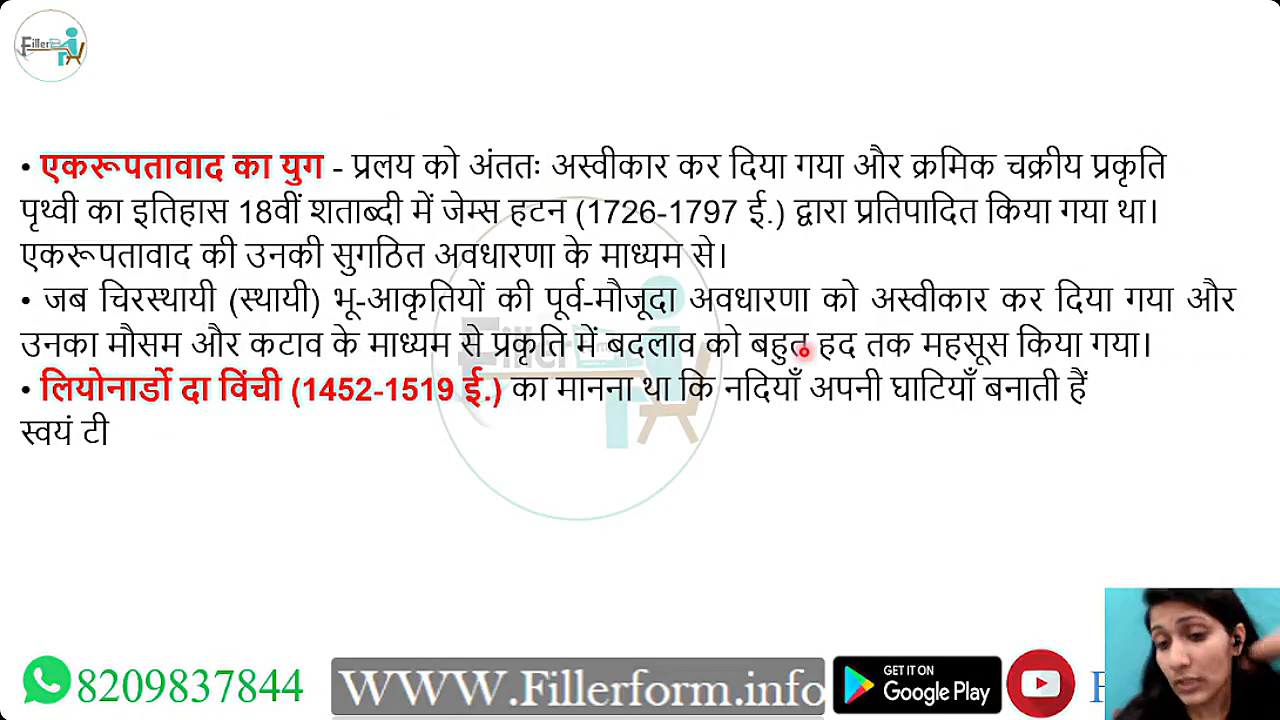 Filler
• एकरूपतावाद का युग - प्रलय को अंततः अस्वीकार कर दिया गया और क्रमिक चक्रीय प्रकृति
पृथ्वी का इतिहास 18वीं शताब्दी में जेम्स हटन (1726-1797 ई.) द्वारा प्रतिपादित किया गया था।
एकरूपतावाद की उनकी सुगठित अवधारणा के माध्यम से।
• जब चिरस्थायी (स्थायी) भू-आकृतियों की पूर्व-मौजूदा अवधारणा को अस्वीकार कर दिया गया और
उनका मौसम और कटाव के माध्यम से प्रकृति में बदलाव को बहुत हद तक महसूस किया गया।
• लियोनार्डो दा विंची (1452-1519 ई.) का मानना था कि नदियाँ अपनी घाटियाँ बनाती हैं
स्वयं टी
8209837844
WWW.Fillerform.info
GET IT ON
Google Play
F